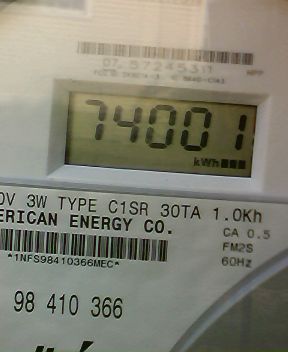 74001
kWh
0V 3W TYPE C1SR 30TA 1.0Kh
ERICAN ENERGY CO.
CA 0.5
FM2S
60Hz
*1NFS98410366MEC*
98 410 366